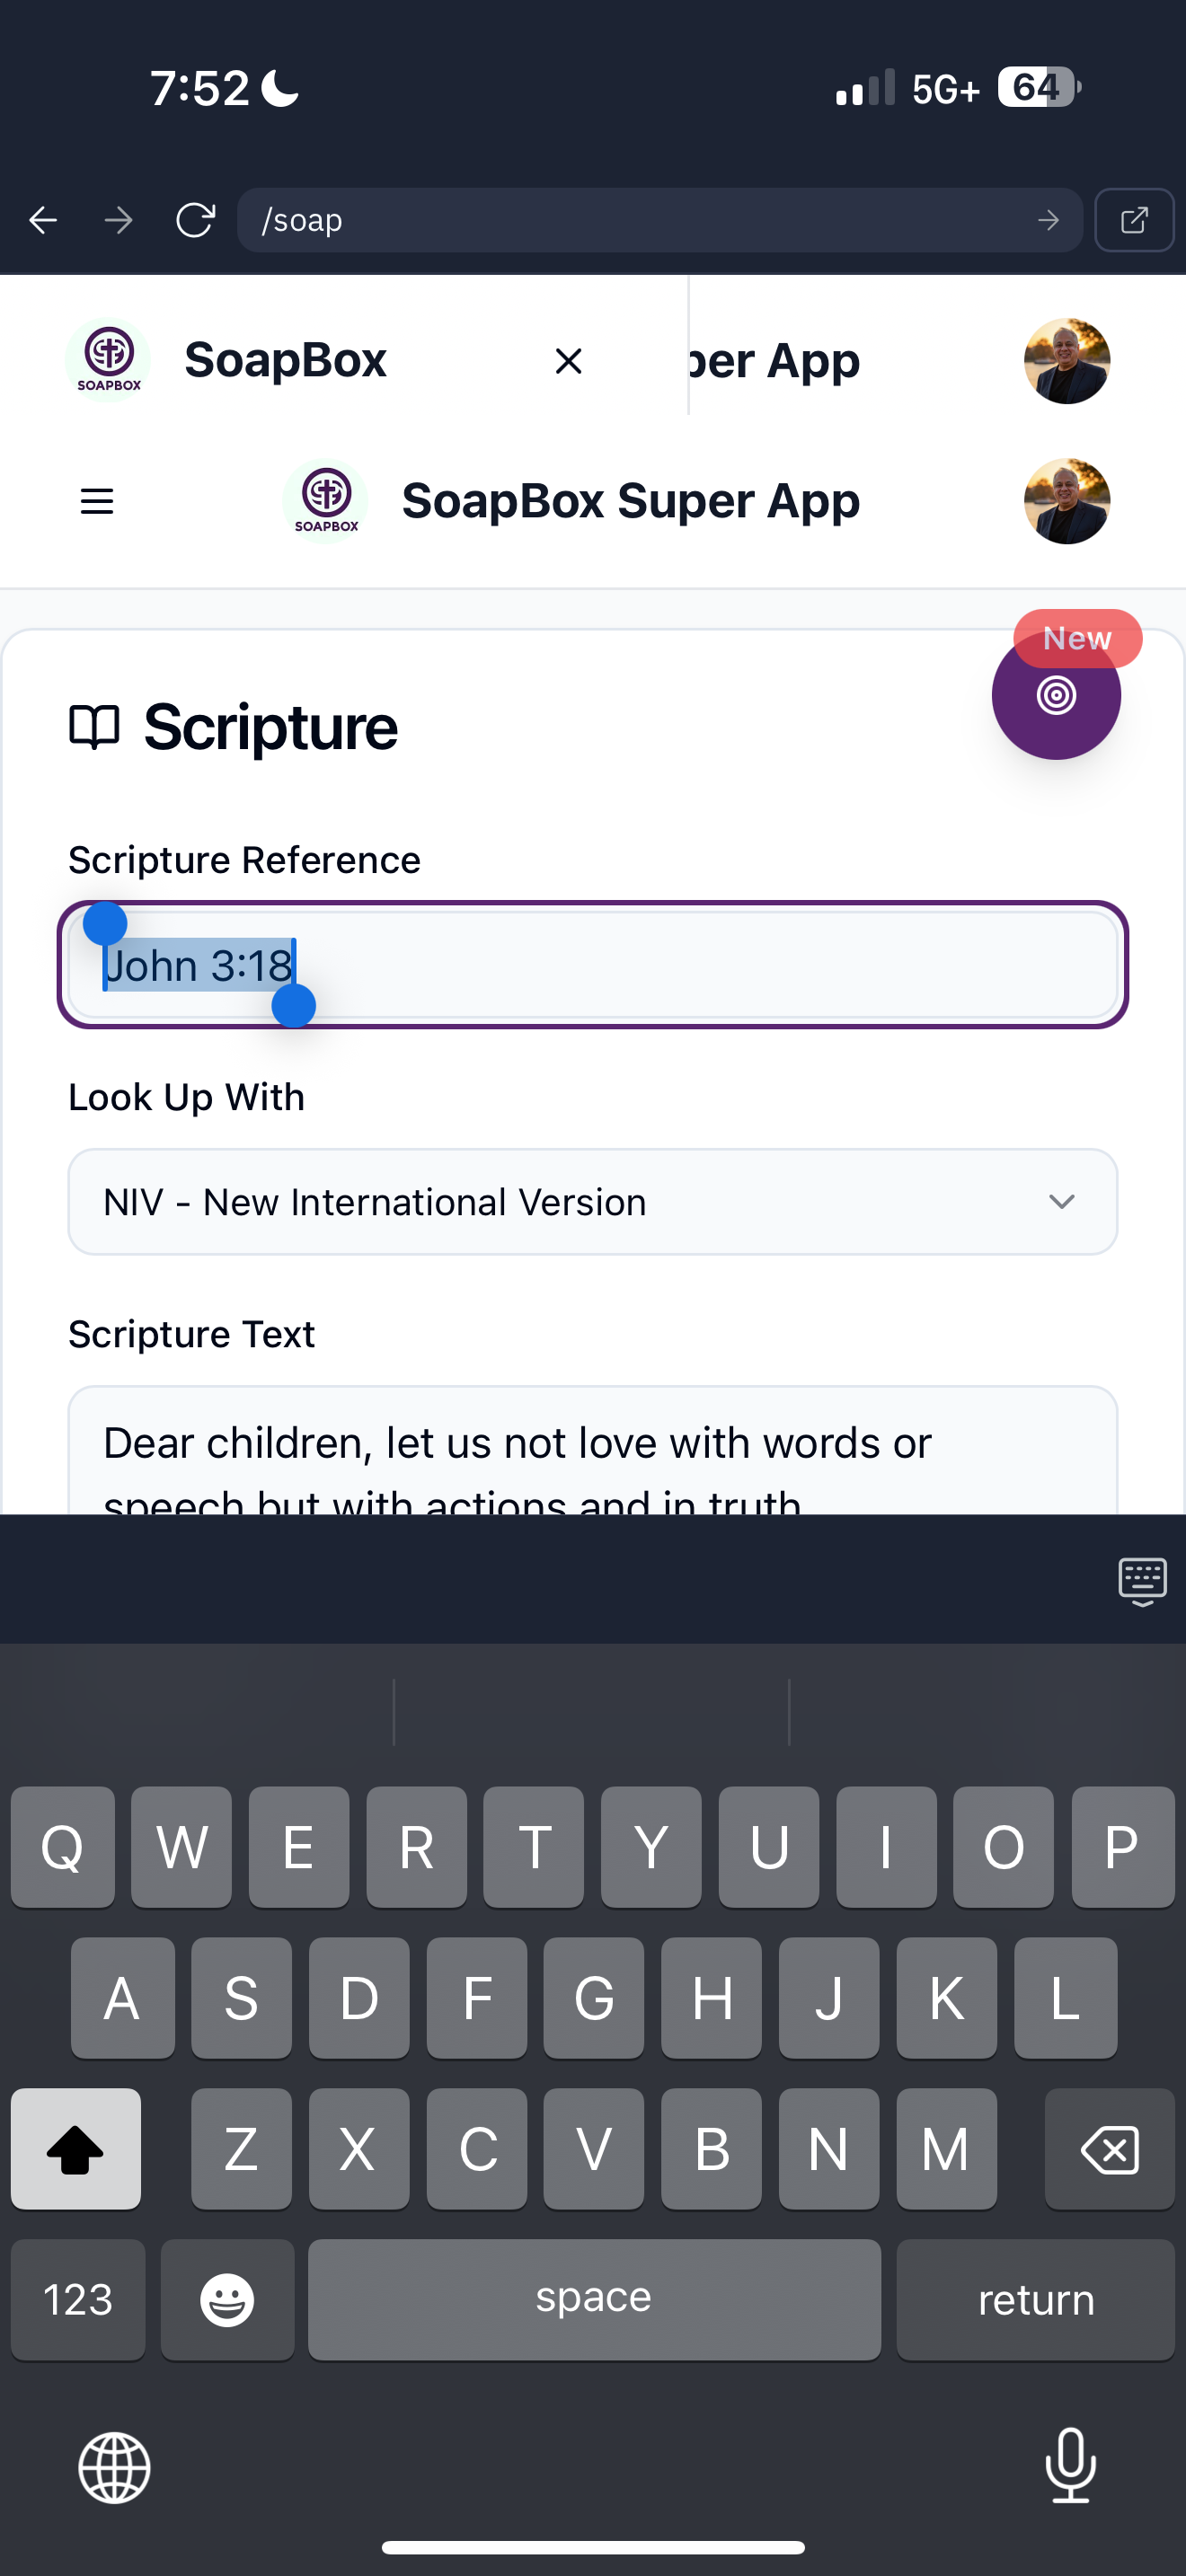 7:52
5G+
64
/soap
SOAPBOX
SoapBox
per App
SOAPBOX
SoapBox Super App
New
Scripture
Scripture Reference
John 3:18
Look Up With
NIV - New International Version
Scripture Text
Dear children, let us not love with words or
speech but with actions and in truth
Q W E R T Y U I O P
A S D F G H J K L
Z X C V B N M
123
space
return